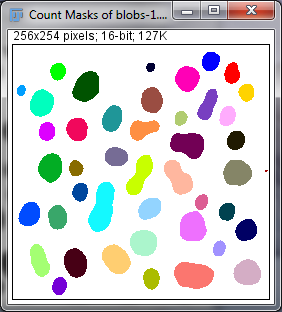 Count Masks of blobs-1....
256x254 pixels; 16-bit; 127K